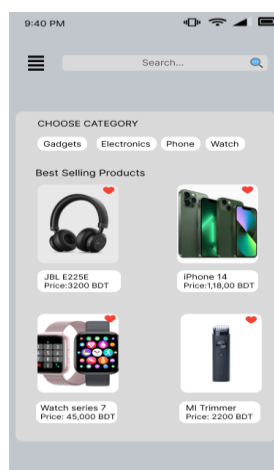 9:40 PM
Search...
CHOOSE CATEGORY
Gadgets Electronics Phone Watch
Best Selling Products
JBL E225E
Price:3200 BDT
iPhone 14
Price:1,18,00 BDT
Watch series 7
Price: 45,000 BDT
MI Trimmer
Price: 2200 BDT